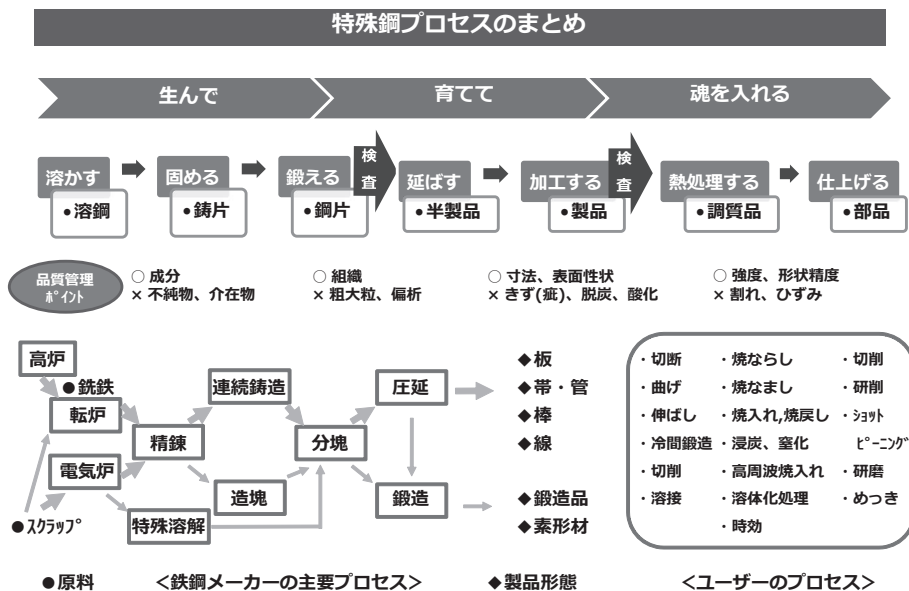 特殊鋼プロセスのまとめ
生んで
育てて
魂を入れる
溶かす
•溶鋼
固める
•鋳片
鍛える
•鋼片
検査
延ばす
•半製品
加工する
•製品
検査
熱処理する
•調質品
仕上げる
•部品
品質管理
ﾎﾟｲﾝﾄ
○ 成分
× 不純物、介在物
○ 組織
× 粗大粒、偏析
○ 寸法、表面性状
× きず(疵)、脱炭、酸化
○ 強度、形状精度
× 割れ、ひずみ
高炉
●銑鉄
転炉
電気炉
●ｽｸﾗｯﾌﾟ
精錬
特殊溶解
連続鋳造
造塊
分塊
圧延
鍛造
◆板
◆帯・管
◆棒
◆線
◆鍛造品
◆素形材
・切断
・曲げ
・伸ばし
・冷間鍛造
・切削
・溶接
・焼ならし
・焼なまし
・焼入れ,焼戻し
・浸炭、窒化
・高周波焼入れ
・溶体化処理
・時効
・切削
・研削
・ｼｮｯﾄ
ﾋﾟｰﾆﾝｸﾞ
・研磨
・めっき
●原料
＜鉄鋼メーカーの主要プロセス＞
◆製品形態
＜ユーザーのプロセス＞